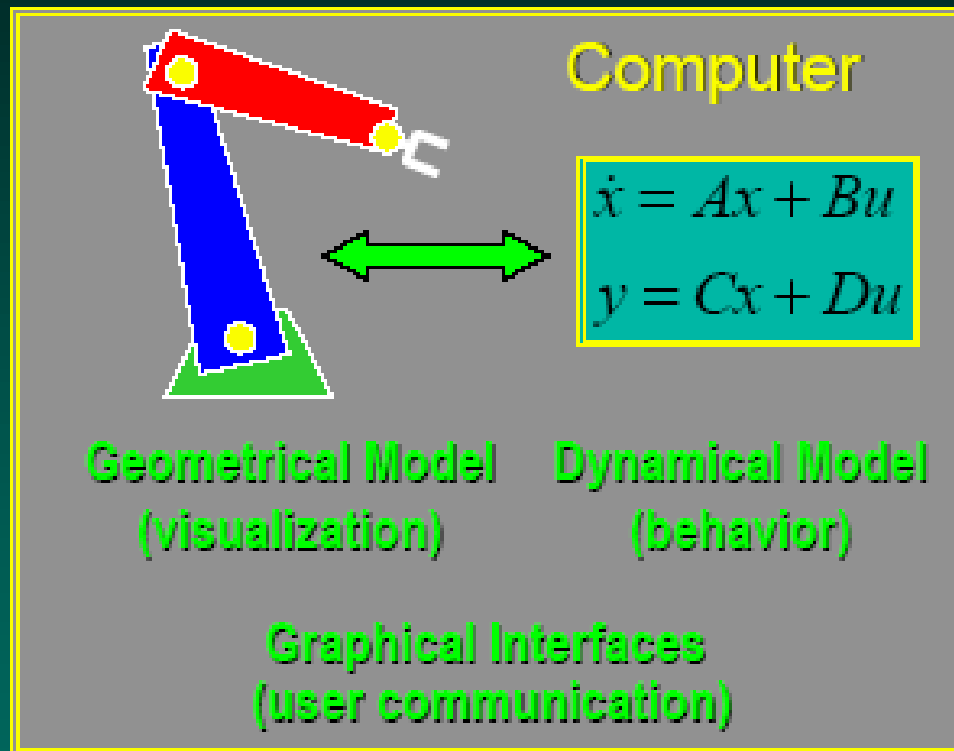 Computer
ẋ = Ax + Bu
y = Cx + Du
Geometrical Model
(visualization)
Dynamical Model
(behavior)
Graphical Interfaces
(user communication)